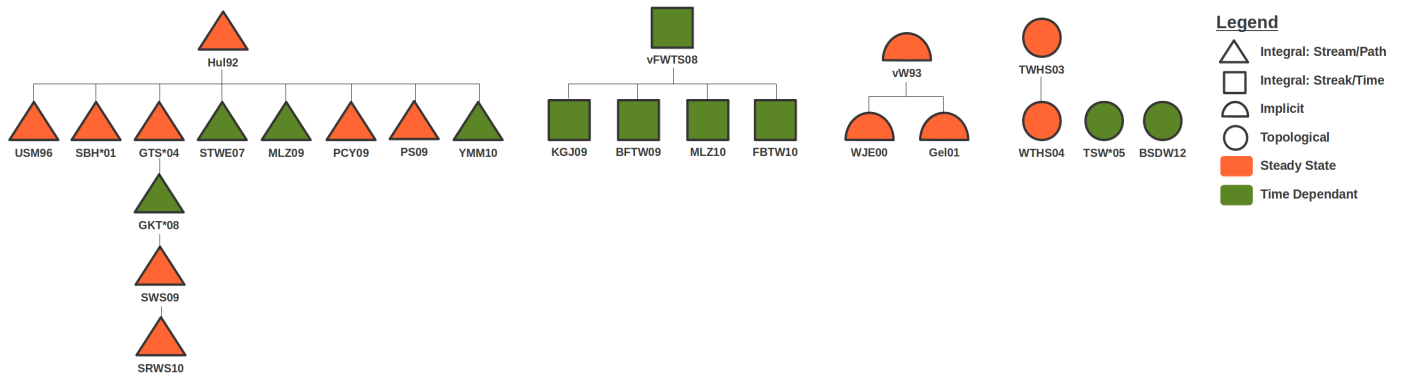 Hul92
vFWTS08
vW93
TWHS03
USM96
SBH*01
GTS*04
STWE07
MLZ09
PCY09
PS09
YMM10
KGJ09
BFTW09
MLZ10
FBTW10
WJE00
Gel01
WTHS04
TSW*05
BSDW12
GKT*08
SWS09
SRWS10
Legend
Integral: Stream/Path
Integral: Streak/Time
Implicit
Topological
Steady State
Time Dependant